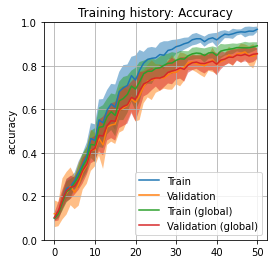 Training history: Accuracy
1.0
0.8
0.6
0.4
0.2
0.0
accuracy
0 10 20 30 40 50
Train
Validation
Train (global)
Validation (global)